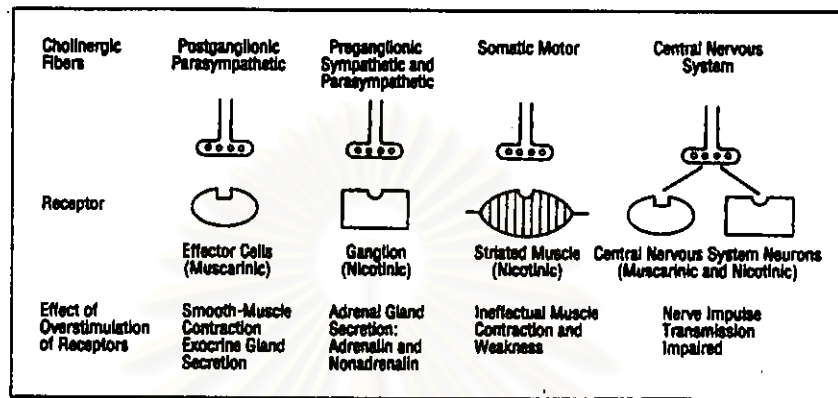 Cholinergic Fibers
Postganglionic Parasympathetic
Preganglionic Sympathetic and Parasympathetic
Somatic Motor
Central Nervous System
Receptor
Effector Cells (Muscarinic)
Ganglion (Nicotinic)
Striated Muscle (Nicotinic)
Central Nervous System Neurons (Muscarinic and Nicotinic)
Effect of Overstimulation of Receptors
Smooth-Muscle Contraction Exocrine Gland Secretion
Adrenal Gland Secretion: Adrenalin and Nonadrenalin
Ineffectual Muscle Contraction and Weakness
Nerve Impulse Transmission Impaired